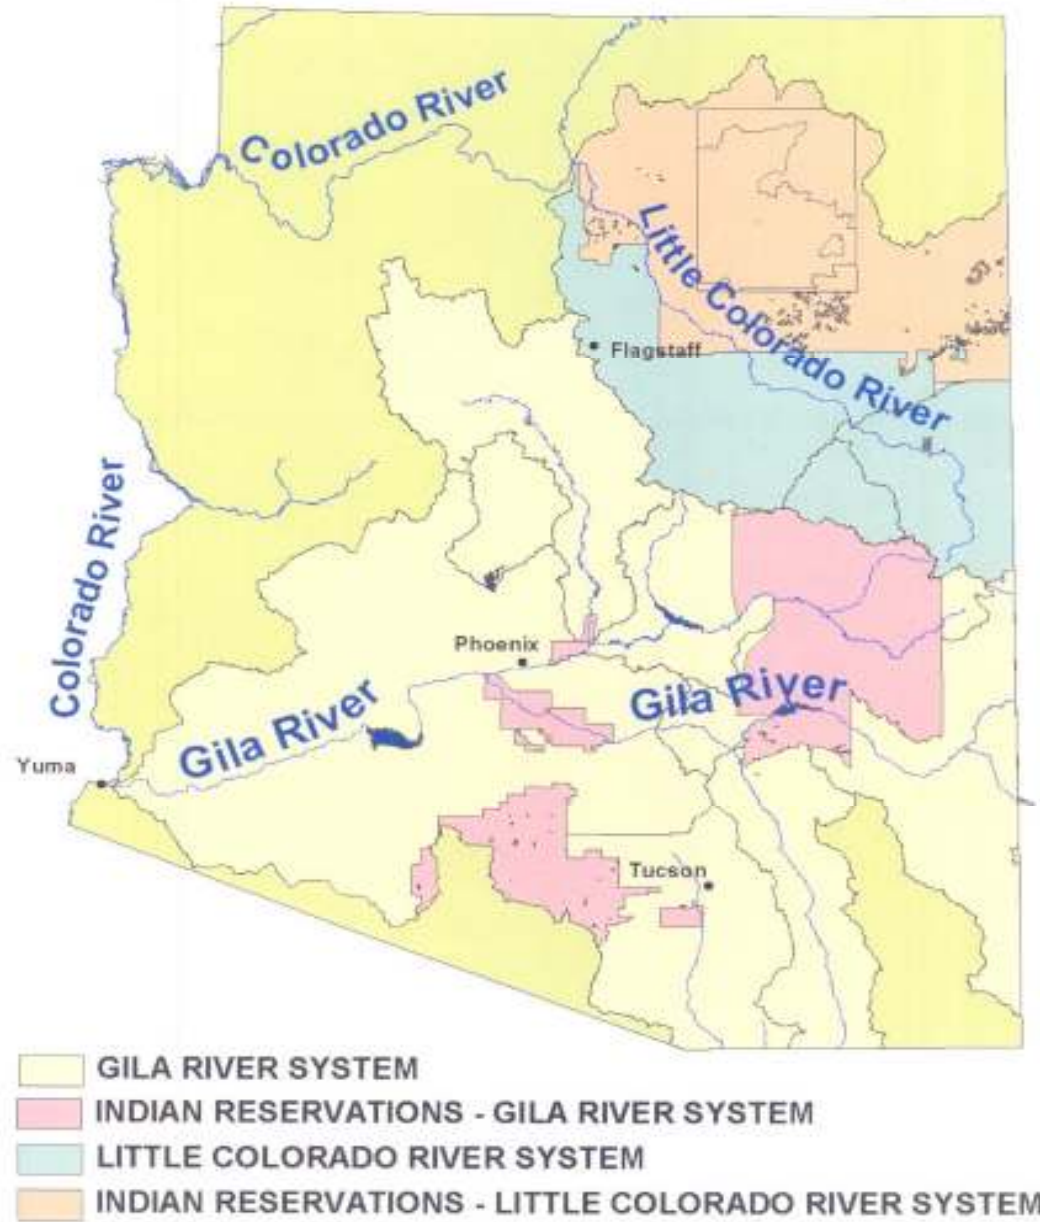 Colorado River
Little Colorado River
Flagstaff
Colorado River
Phoenix
Gila River
Gila River
Yuma
Tucson
GILA RIVER SYSTEM
INDIAN RESERVATIONS - GILA RIVER SYSTEM
LITTLE COLORADO RIVER SYSTEM
INDIAN RESERVATIONS - LITTLE COLORADO RIVER SYSTEM